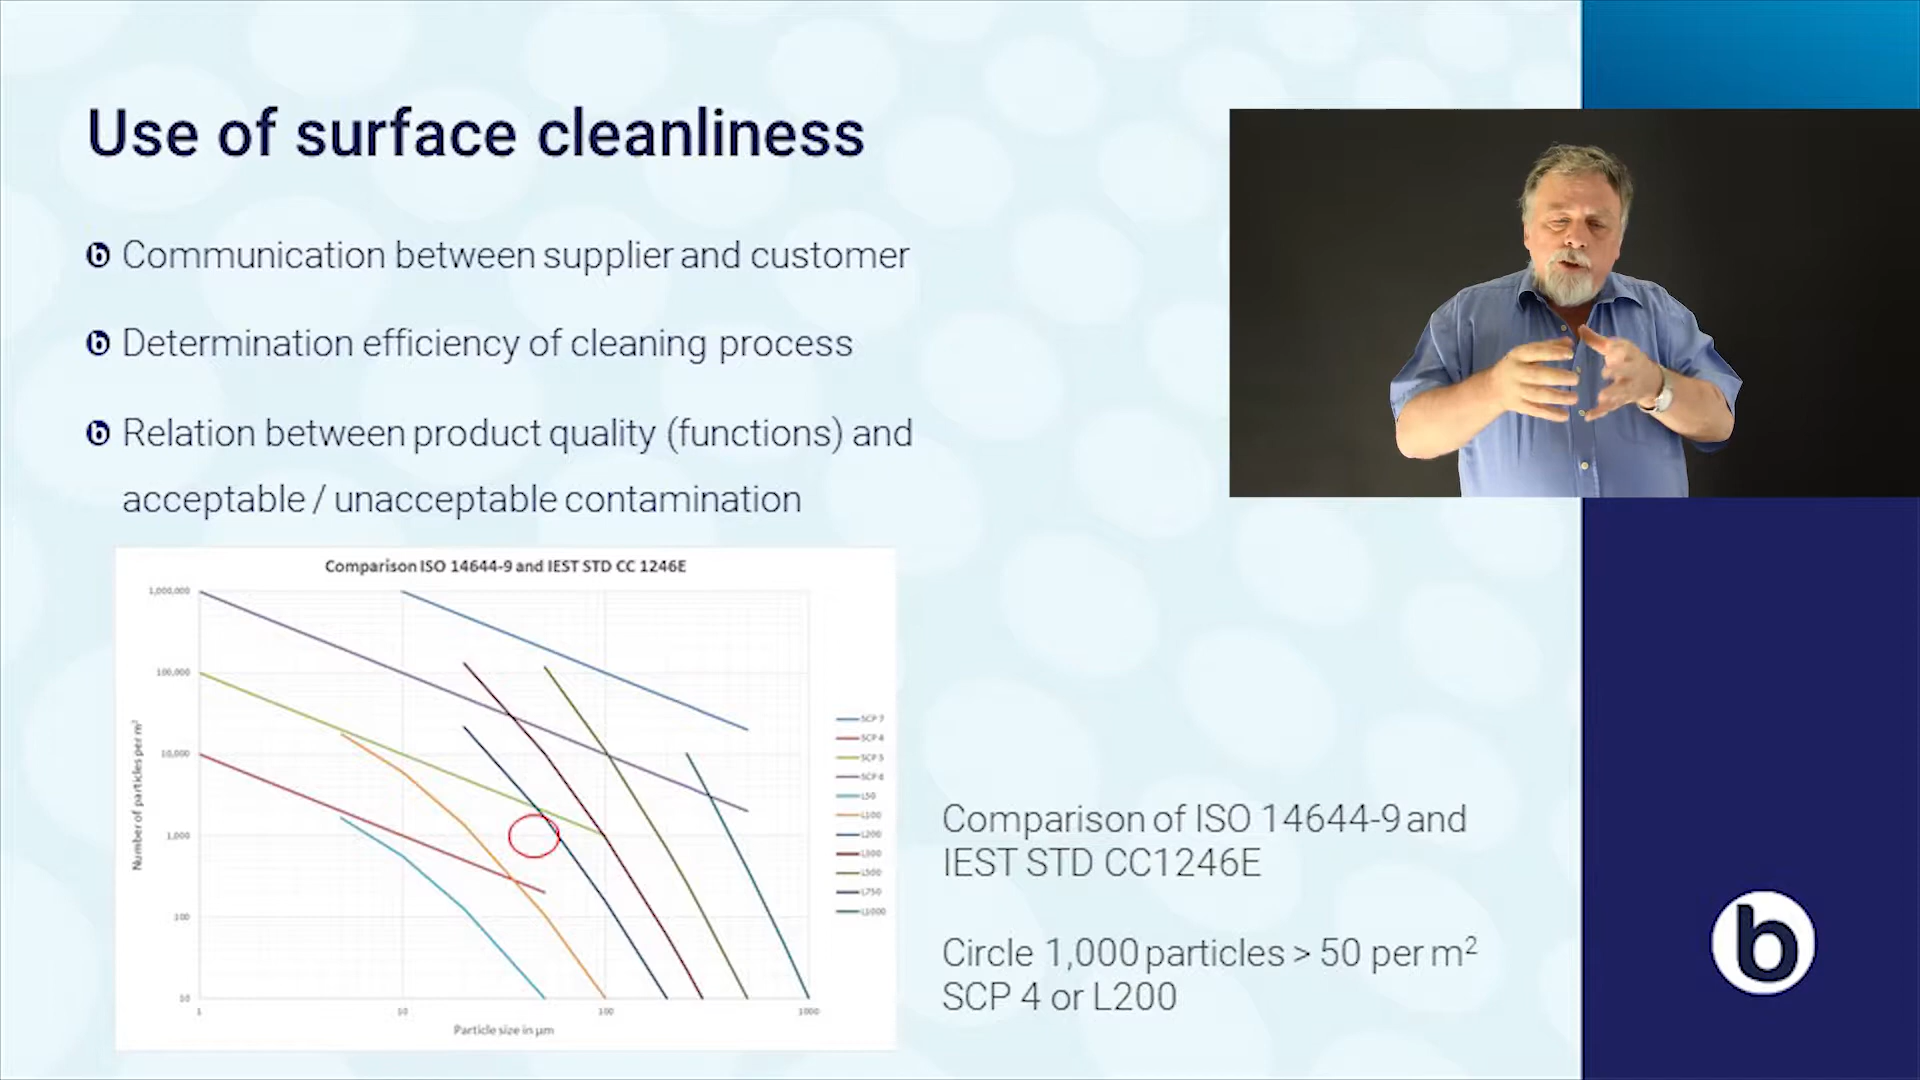 Use of surface cleanliness
Communication between supplier and customer
Determination efficiency of cleaning process
Relation between product quality (functions) and
acceptable / unacceptable contamination
Comparison ISO 14644-9 and IEST STD CC 1246E
1,000,000
100,000
10,000
1,000
100
10
Number of particles per m²
1
10
100
1000
Particle size in µm
SCP 7
SCP 4
SCP 5
SCP 6
L50
L100
L200
L300
L500
L750
L1000
Comparison of ISO 14644-9 and
IEST STD CC1246E
Circle 1,000 particles > 50 per m²
SCP 4 or L200
b